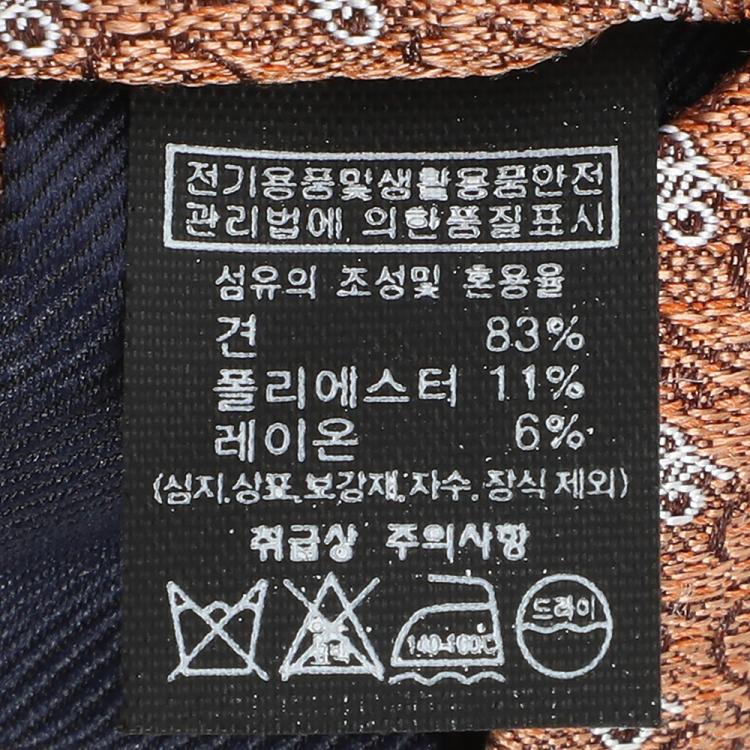 전기용품및생활용품안전
관리법에 의한품질표시
섬유의 조성및 혼용율
견 83%
폴리에스터 11%
레이온 6%
(심지.상표.보강재.자수.장식 제외)
취급상 주의사항
140~160℃
드라이